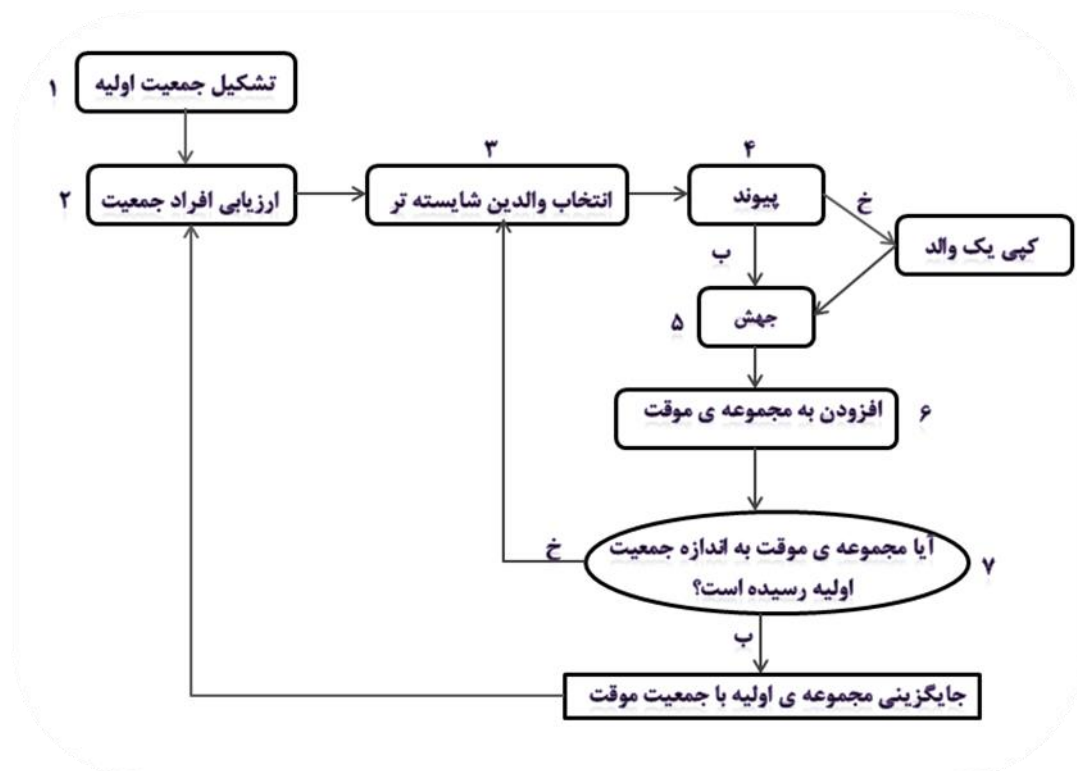 ۱
تشکیل جمعیت اولیه
۲
ارزیابی افراد جمعیت
۳
انتخاب والدین شایسته تر
۴
پیوند
خ
کپی یک والد
ب
۵
جهش
۶
افزودن به مجموعه ی موقت
۷
آیا مجموعه ی موقت به اندازه جمعیت
اولیه رسیده است؟
خ
ب
جایگزینی مجموعه ی اولیه با جمعیت موقت